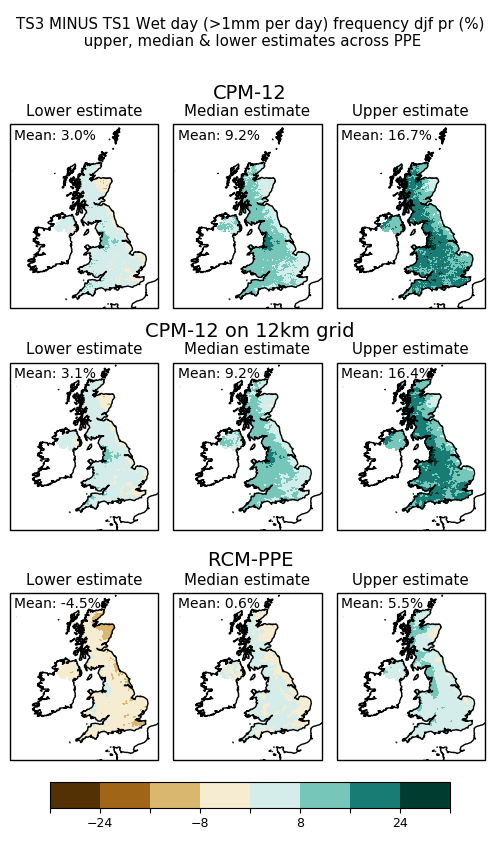 TS3 MINUS TS1 Wet day (>1mm per day) frequency djf pr (%)
upper, median & lower estimates across PPE
CPM-12
Lower estimate
Median estimate
Upper estimate
Mean: 3.0%
Mean: 9.2%
Mean: 16.7%
CPM-12 on 12km grid
Lower estimate
Median estimate
Upper estimate
Mean: 3.1%
Mean: 9.2%
Mean: 16.4%
RCM-PPE
Lower estimate
Median estimate
Upper estimate
Mean: -4.5%
Mean: 0.6%
Mean: 5.5%
−24
−8
8
24